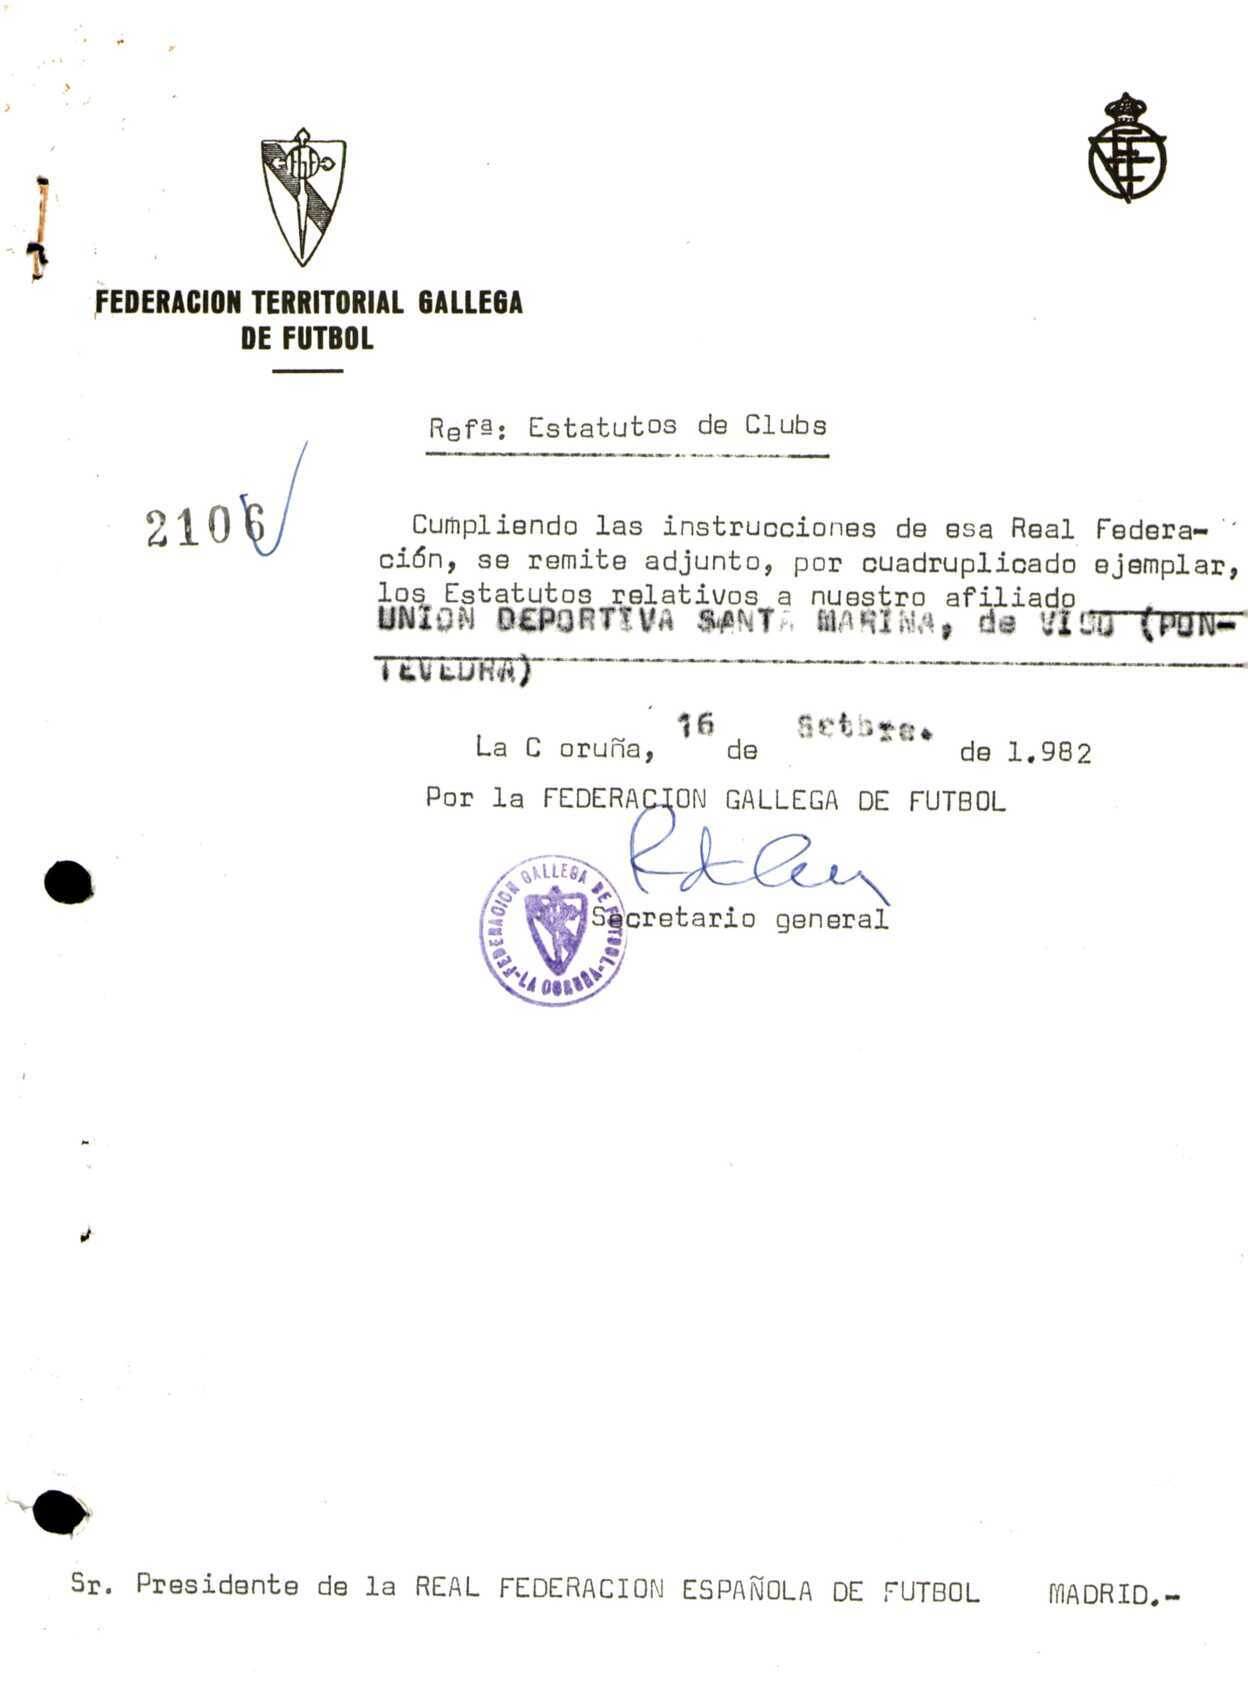 FEDERACION TERRITORIAL GALLEGA
DE FUTBOL
Refª: Estatutos de Clubs
2106
Cumpliendo las instrucciones de esa Real Federa-
ción, se remite adjunto, por cuadruplicado ejemplar,
los Estatutos relativos a nuestro afiliado
UNION DEPORTIVA SANTA MARINA, de VIGO (PON-
TEVEDRA)
La C oruña, 16 de Setbre. de 1.982
Por la FEDERACION GALLEGA DE FUTBOL
FEDERACION GALLEGA DE FUTBOL-LA CORUÑA-
Secretario general
Sr. Presidente de la REAL FEDERACION ESPAÑOLA DE FUTBOL MADRID.-